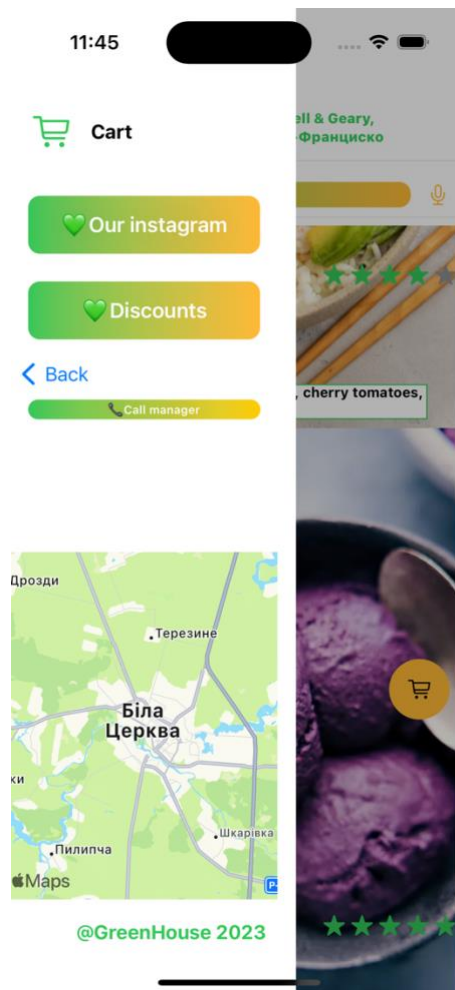 11:45
Cart
ell & Geary,
-Франциско
💚Our instagram
💚Discounts
Back
📞Call manager
, cherry tomatoes,
Дрозди
Терезине
Біла
Церква
ки
Шкарівка
Пилипча
Maps
Р-
@GreenHouse 2023